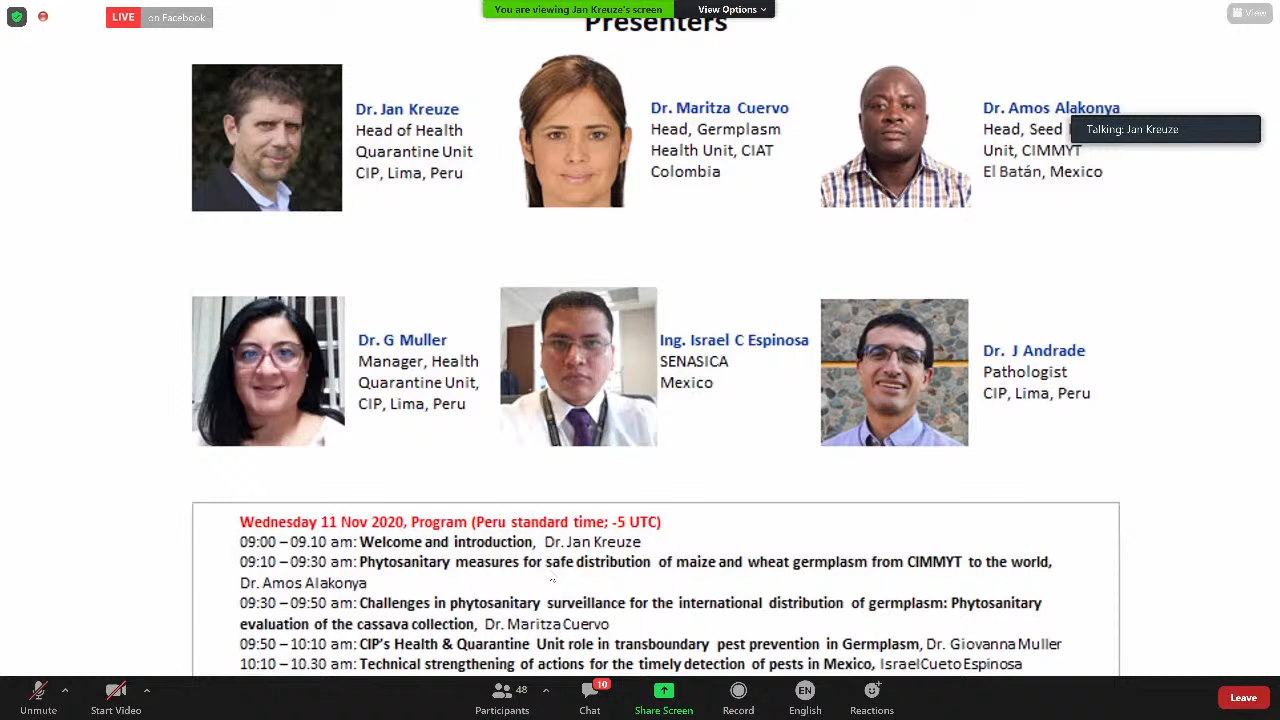 LIVE on Facebook
You are viewing Jan Kreuze's screen
View Options
View
Presenters
Dr. Jan Kreuze
Head of Health
Quarantine Unit
CIP, Lima, Peru
Dr. Maritza Cuervo
Head, Germplasm
Health Unit, CIAT
Colombia
Dr. Amos Alakonya
Head, Seed
Unit, CIMMYT
El Batán, Mexico
Talking: Jan Kreuze
Dr. G Muller
Manager, Health
Quarantine Unit,
CIP, Lima, Peru
Ing. Israel C Espinosa
SENASICA
Mexico
Dr. J Andrade
Pathologist
CIP, Lima, Peru
Wednesday 11 Nov 2020, Program (Peru standard time; -5 UTC)
09:00 – 09.10 am: Welcome and introduction, Dr. Jan Kreuze
09:10 – 09:30 am: Phytosanitary measures for safe distribution of maize and wheat germplasm from CIMMYT to the world,
Dr. Amos Alakonya
09:30 – 09:50 am: Challenges in phytosanitary surveillance for the international distribution of germplasm: Phytosanitary
evaluation of the cassava collection, Dr. Maritza Cuervo
09:50 – 10:10 am: CIP's Health & Quarantine Unit role in transboundary pest prevention in Germplasm, Dr. Giovanna Muller
10:10 – 10.30 am: Technical strengthening of actions for the timely detection of pests in Mexico, Israel Cueto Espinosa
Unmute
Start Video
48
Participants
10
Chat
Share Screen
Record
EN
English
Reactions
Leave